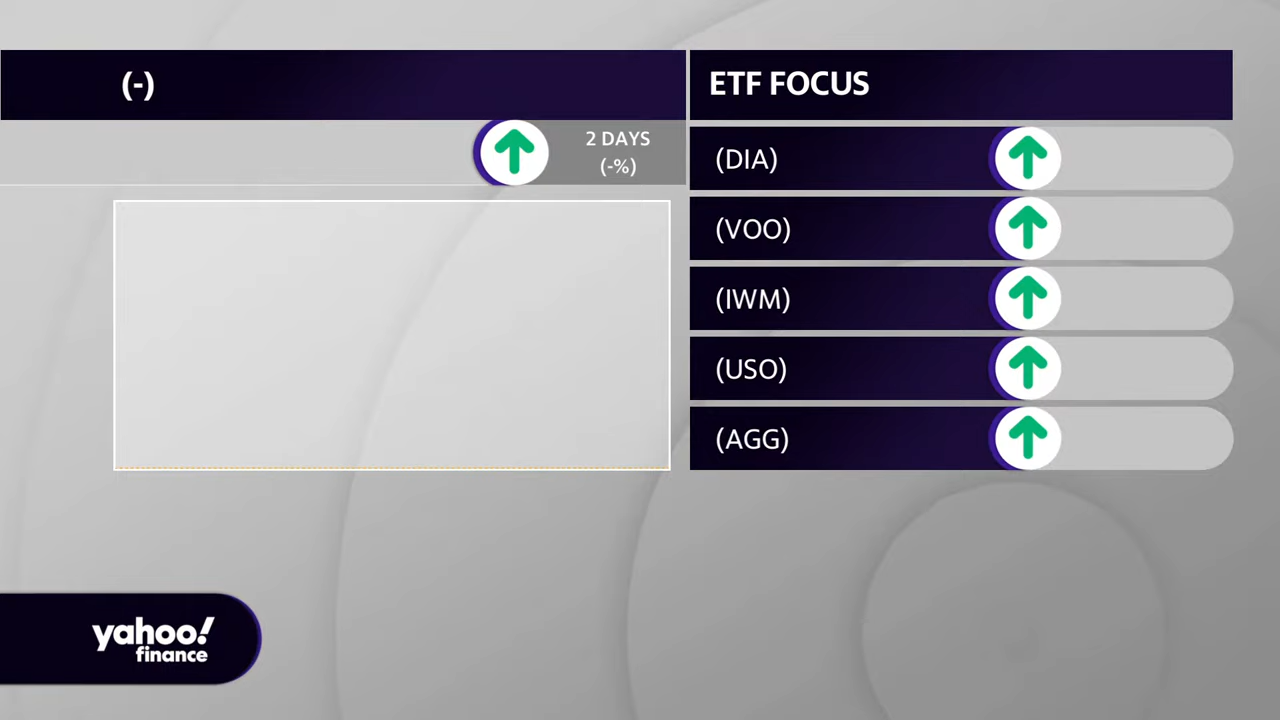 (-)
2 DAYS
(-%)
ETF FOCUS
(DIA)
(VOO)
(IWM)
(USO)
(AGG)
yahoo!
finance